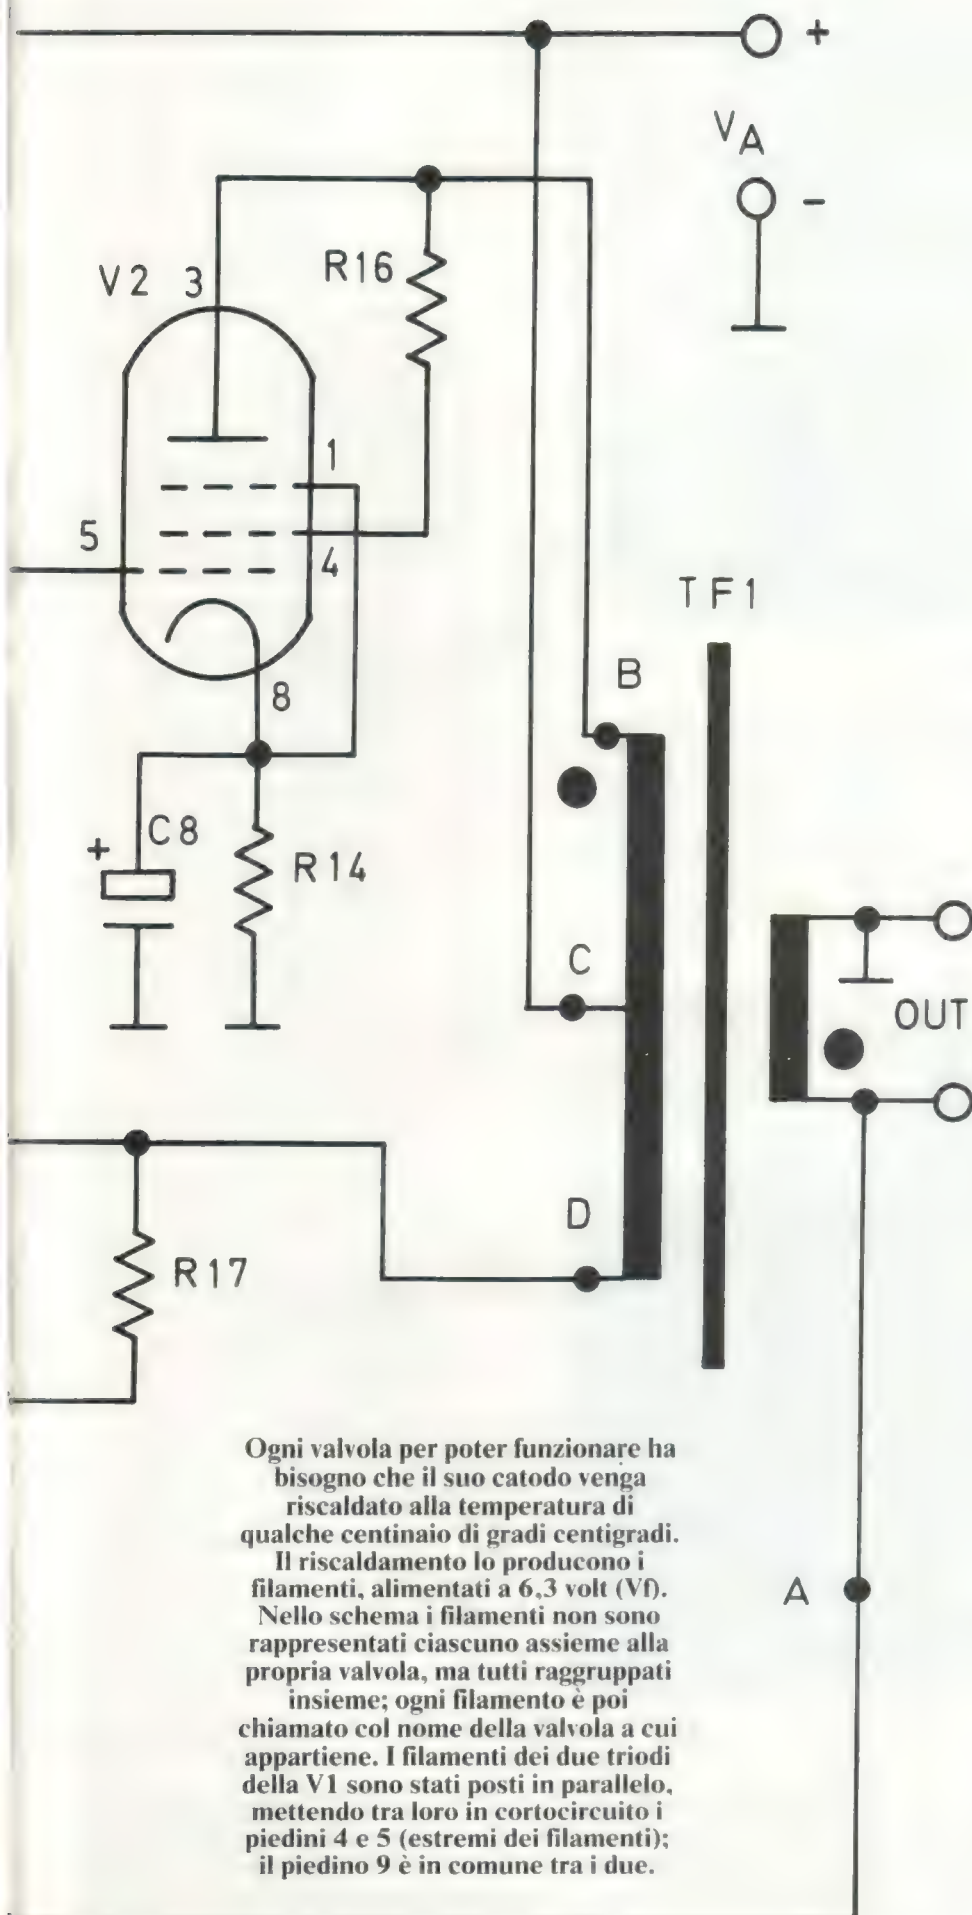 +
VA
-
V2 3
R16
1
5
4
TF1
B
8
C8
+
R14
C
OUT
D
R17
Ogni valvola per poter funzionare ha
bisogno che il suo catodo venga
riscaldato alla temperatura di
qualche centinaio di gradi centigradi.
Il riscaldamento lo producono i
filamenti, alimentati a 6,3 volt (Vf).
Nello schema i filamenti non sono
rappresentati ciascuno assieme alla
propria valvola, ma tutti raggruppati
insieme; ogni filamento è poi
chiamato col nome della valvola a cui
appartiene. I filamenti dei due triodi
della V1 sono stati posti in parallelo,
mettendo tra loro in cortocircuito i
piedini 4 e 5 (estremi dei filamenti);
il piedino 9 è in comune tra i due.
A